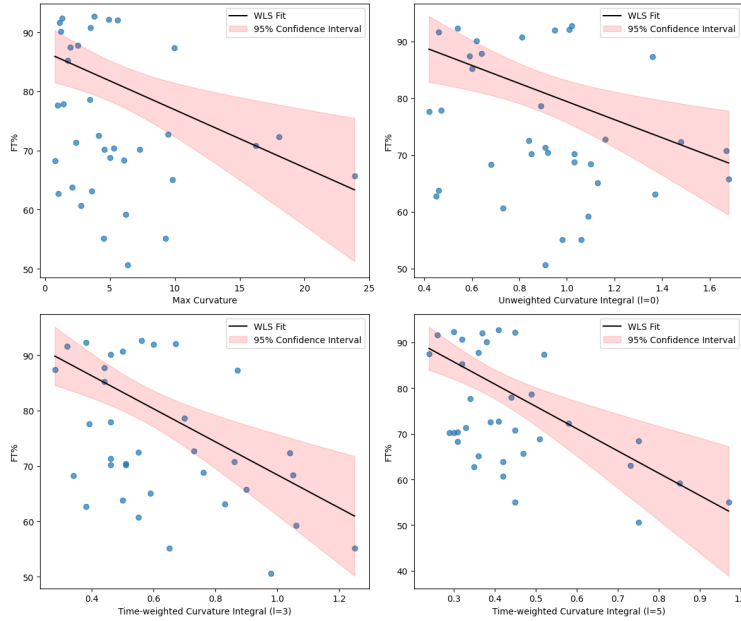 WLS Fit
95% Confidence Interval
90
80
70
60
50
FT%
0
5
10
15
20
25
Max Curvature
WLS Fit
95% Confidence Interval
90
80
70
60
50
FT%
0.4
0.6
0.8
1.0
1.2
1.4
1.6
Unweighted Curvature Integral (l=0)
WLS Fit
95% Confidence Interval
90
80
70
60
50
FT%
0.4
0.6
0.8
1.0
1.2
Time-weighted Curvature Integral (l=3)
WLS Fit
95% Confidence Interval
90
80
70
60
50
40
FT%
0.3
0.4
0.5
0.6
0.7
0.8
0.9
Time-weighted Curvature Integral (l=5)